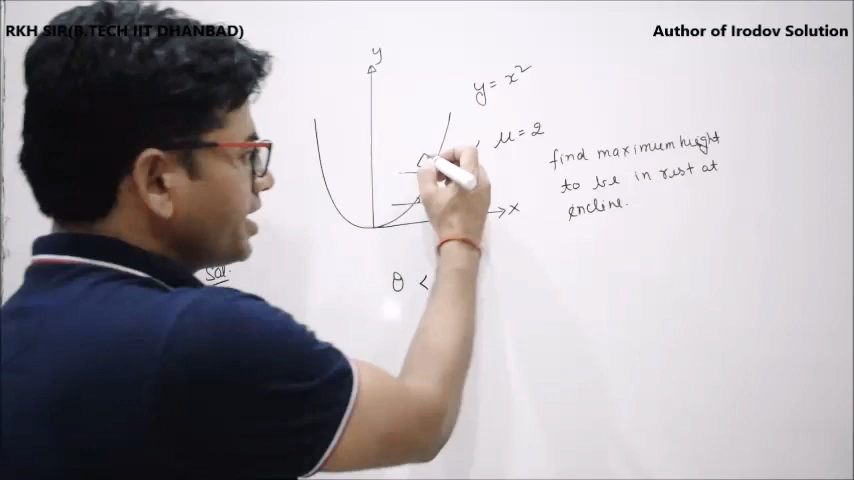 RKH SIR(B.TECH IIT DHANBAD)
Author of Irodov Solution
y
y = x²
μ = 2
find maximum height
to be in rest at
incline.
x
Sol.
θ <